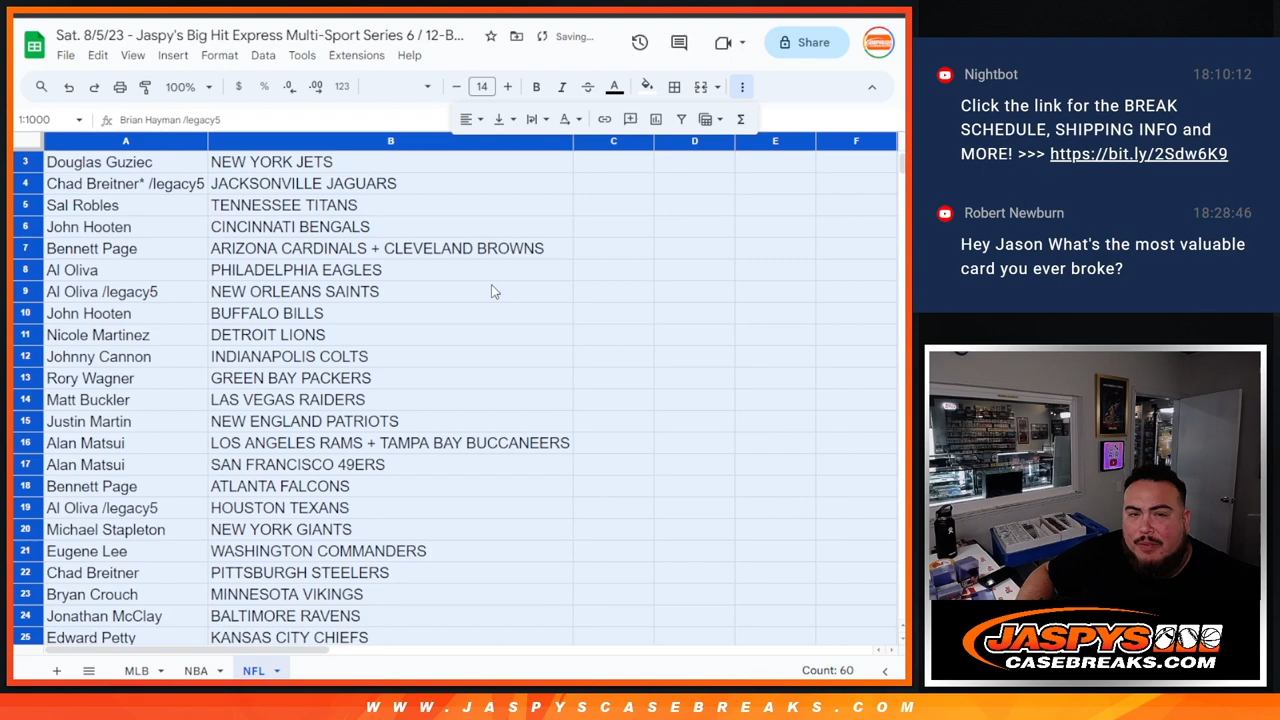 Sat. 8/5/23 - Jaspy's Big Hit Express Multi-Sport Series 6 / 12-B...
Saving...
File Edit View Insert Format Data Tools Extensions Help
Share
100% $ % .0 .00 123 14 B I A
1:1000 fx Brian Hayman /legacy5
A B C D E F
3 Douglas Guziec NEW YORK JETS
4 Chad Breitner* /legacy5 JACKSONVILLE JAGUARS
5 Sal Robles TENNESSEE TITANS
6 John Hooten CINCINNATI BENGALS
7 Bennett Page ARIZONA CARDINALS + CLEVELAND BROWNS
8 Al Oliva PHILADELPHIA EAGLES
9 Al Oliva /legacy5 NEW ORLEANS SAINTS
10 John Hooten BUFFALO BILLS
11 Nicole Martinez DETROIT LIONS
12 Johnny Cannon INDIANAPOLIS COLTS
13 Rory Wagner GREEN BAY PACKERS
14 Matt Buckler LAS VEGAS RAIDERS
15 Justin Martin NEW ENGLAND PATRIOTS
16 Alan Matsui LOS ANGELES RAMS + TAMPA BAY BUCCANEERS
17 Alan Matsui SAN FRANCISCO 49ERS
18 Bennett Page ATLANTA FALCONS
19 Al Oliva /legacy5 HOUSTON TEXANS
20 Michael Stapleton NEW YORK GIANTS
21 Eugene Lee WASHINGTON COMMANDERS
22 Chad Breitner PITTSBURGH STEELERS
23 Bryan Crouch MINNESOTA VIKINGS
24 Jonathan McClay BALTIMORE RAVENS
25 Edward Petty KANSAS CITY CHIEFS
MLB NBA NFL Count: 60
Nightbot 18:10:12
Click the link for the BREAK
SCHEDULE, SHIPPING INFO and
MORE! >>> https://bit.ly/2Sdw6K9
Robert Newburn 18:28:46
Hey Jason What's the most valuable
card you ever broke?
JASPYS
CASEBREAKS.COM
WWW.JASPYSCASEBREAKS.COM